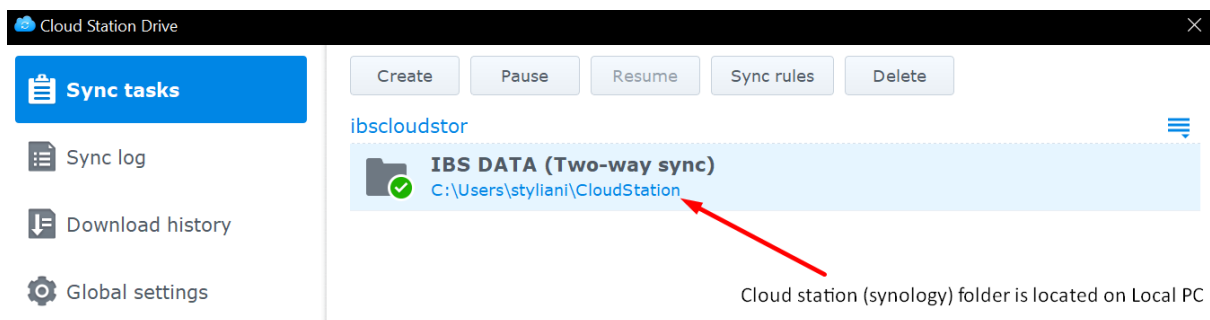 Cloud Station Drive
Sync tasks
Sync log
Download history
Global settings
Create Pause Resume Sync rules Delete
ibscloudstor
IBS DATA (Two-way sync)
C:\Users\styliani\CloudStation
Cloud station (synology) folder is located on Local PC